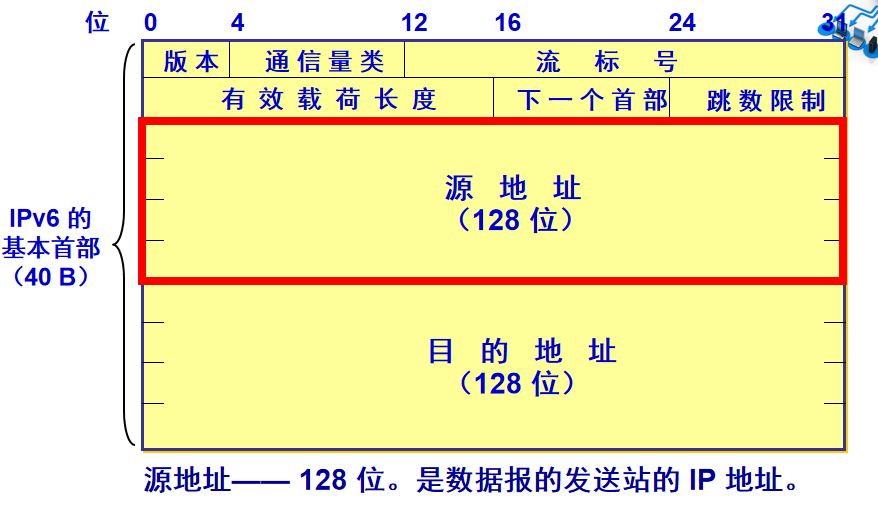 位 0 4 12 16 24 31
版本 通信量类 流标号
有效载荷长度 下一个首部 跳数限制
源地址
（128 位）
IPv6 的
基本首部
（40 B）
目的地址
（128 位）
源地址—— 128 位。是数据报的发送站的 IP 地址。